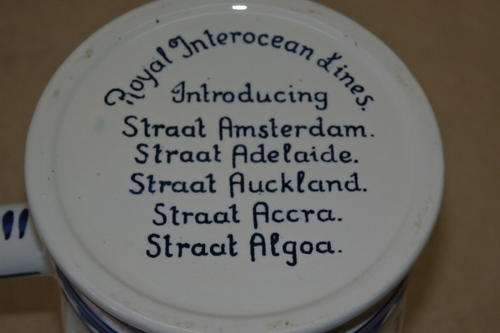 Royal Interocean Lines.
Introducing
Straat Amsterdam.
Straat Adelaide.
Straat Auckland.
Straat Accra.
Straat Algoa.